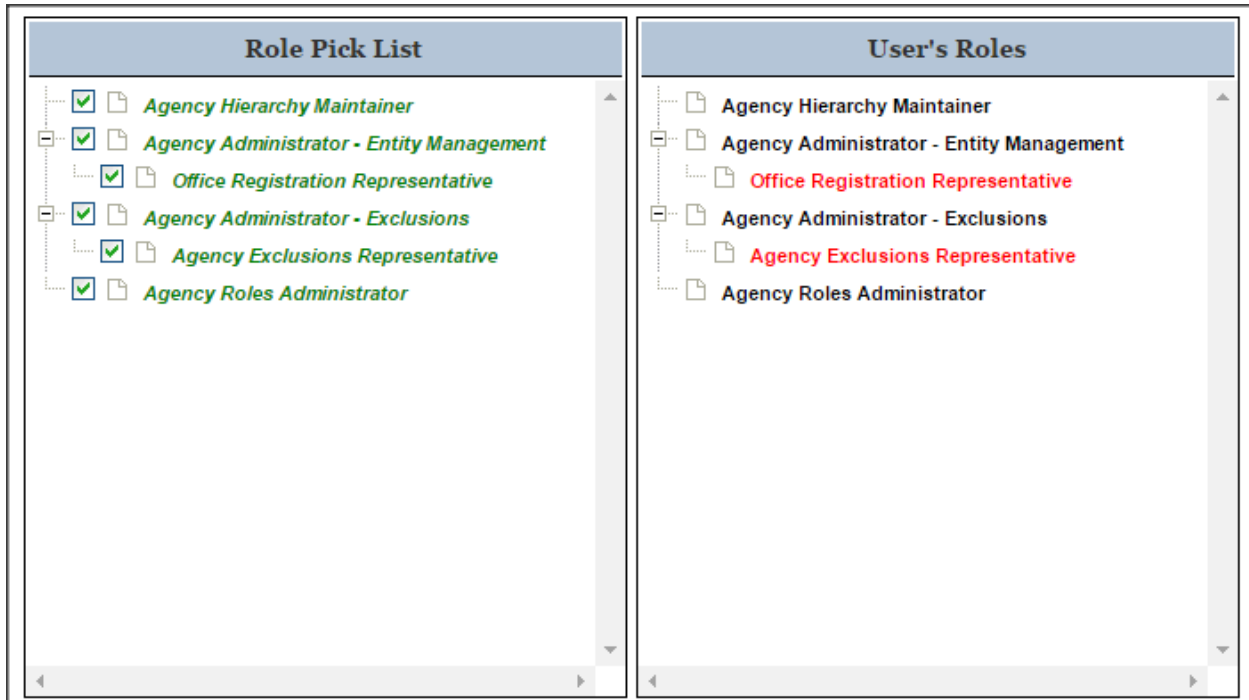 Role Pick List
Agency Hierarchy Maintainer
Agency Administrator - Entity Management
Office Registration Representative
Agency Administrator - Exclusions
Agency Exclusions Representative
Agency Roles Administrator
User's Roles
Agency Hierarchy Maintainer
Agency Administrator - Entity Management
Office Registration Representative
Agency Administrator - Exclusions
Agency Exclusions Representative
Agency Roles Administrator